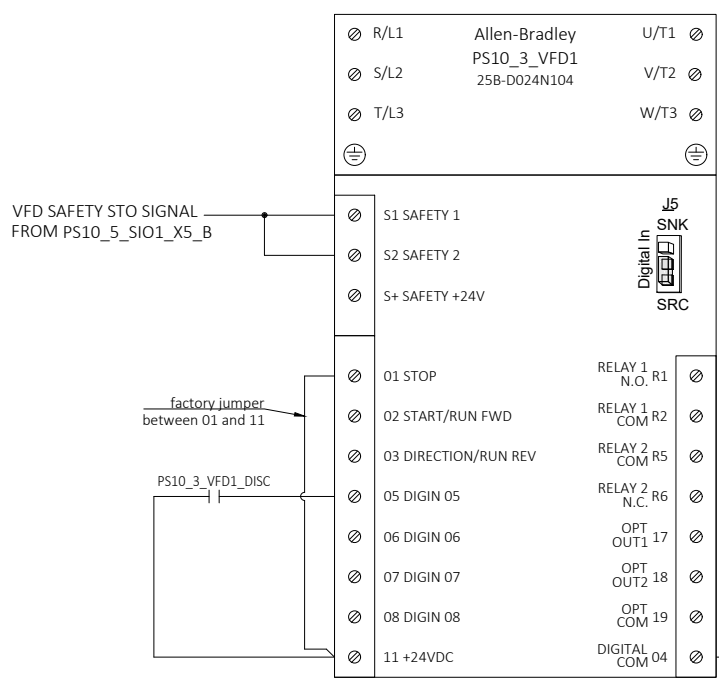 R/L1
Allen-Bradley
U/T1
PS10_3_VFD1
S/L2
25B-D024N104
V/T2
T/L3
W/T3
VFD SAFETY STO SIGNAL
FROM PS10_5_SIO1_X5_B
S1 SAFETY 1
S2 SAFETY 2
S+ SAFETY +24V
J5
SNK
Digital In
SRC
factory jumper
between 01 and 11
PS10_3_VFD1_DISC
01 STOP
02 START/RUN FWD
03 DIRECTION/RUN REV
05 DIGIN 05
06 DIGIN 06
07 DIGIN 07
08 DIGIN 08
11 +24VDC
RELAY 1
N.O. R1
RELAY 1
COM R2
RELAY 2
COM R5
RELAY 2
N.C. R6
OPT
OUT1 17
OPT
OUT2 18
OPT
COM 19
DIGITAL
COM 04